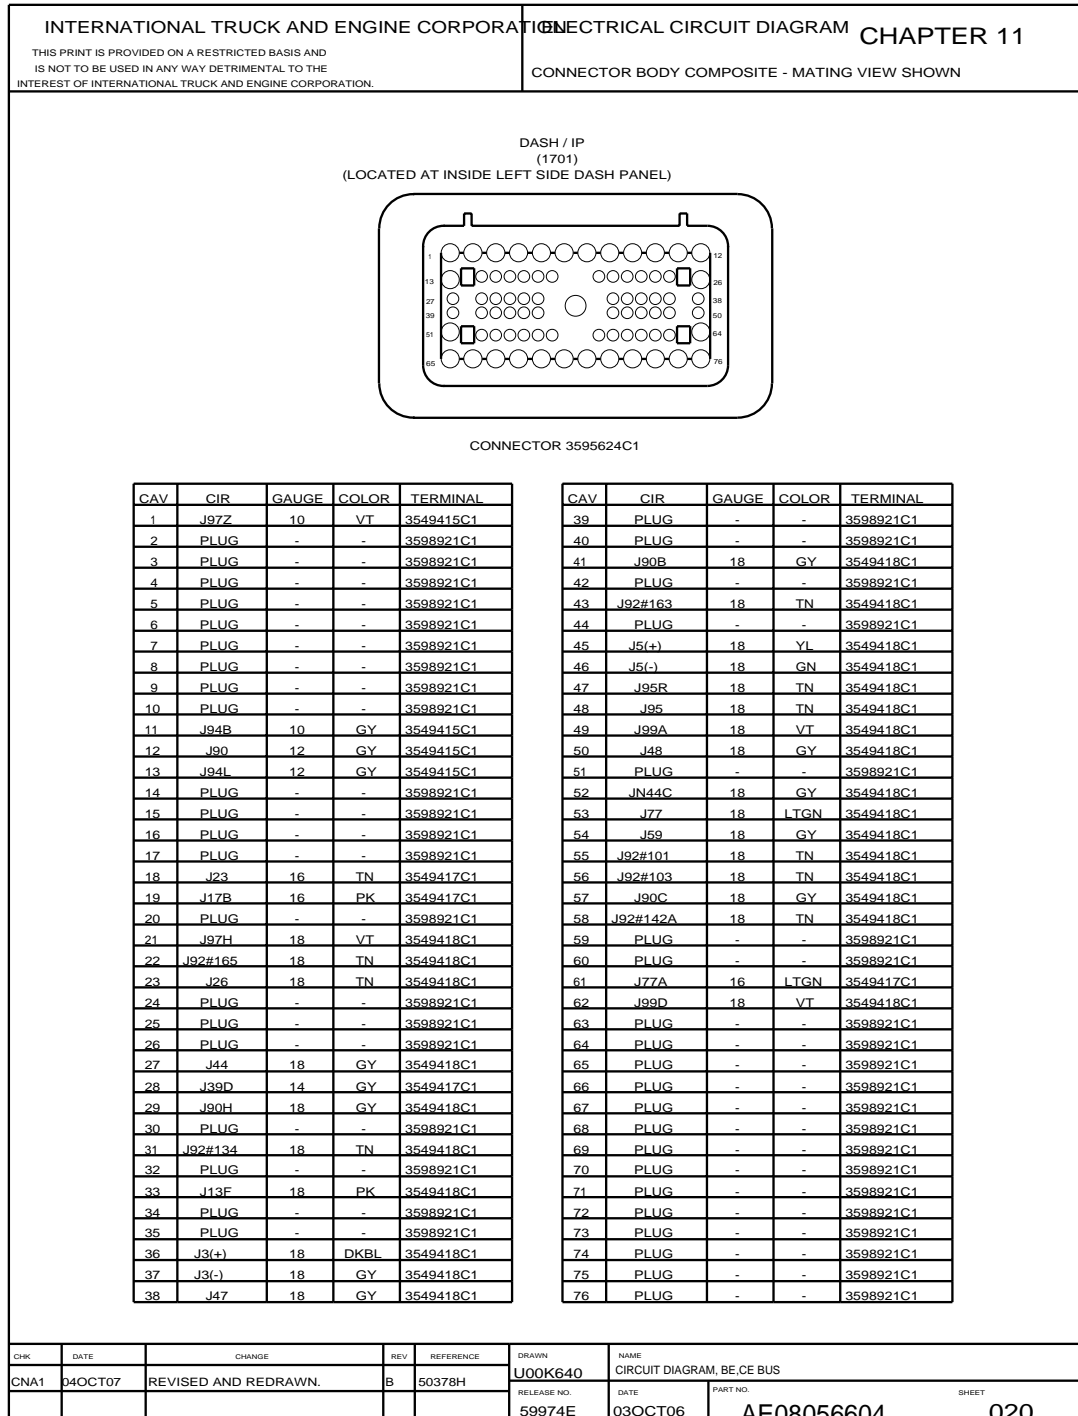 INTERNATIONAL TRUCK AND ENGINE CORPORATION
THIS PRINT IS PROVIDED ON A RESTRICTED BASIS AND
IS NOT TO BE USED IN ANY WAY DETRIMENTAL TO THE
INTEREST OF INTERNATIONAL TRUCK AND ENGINE CORPORATION.
ELECTRICAL CIRCUIT DIAGRAM CHAPTER 11
CONNECTOR BODY COMPOSITE - MATING VIEW SHOWN
DASH / IP
(1701)
(LOCATED AT INSIDE LEFT SIDE DASH PANEL)
1 12
13 26
27 38
39 50
51 64
65 76
CONNECTOR 3595624C1
CAV CIR GAUGE COLOR TERMINAL
1 J97Z 10 VT 3549415C1
2 PLUG - - 3598921C1
3 PLUG - - 3598921C1
4 PLUG - - 3598921C1
5 PLUG - - 3598921C1
6 PLUG - - 3598921C1
7 PLUG - - 3598921C1
8 PLUG - - 3598921C1
9 PLUG - - 3598921C1
10 PLUG - - 3598921C1
11 J94B 10 GY 3549415C1
12 J90 12 GY 3549415C1
13 J94L 12 GY 3549415C1
14 PLUG - - 3598921C1
15 PLUG - - 3598921C1
16 PLUG - - 3598921C1
17 PLUG - - 3598921C1
18 J23 16 TN 3549417C1
19 J17B 16 PK 3549417C1
20 PLUG - - 3598921C1
21 J97H 18 VT 3549418C1
22 J92#165 18 TN 3549418C1
23 J26 18 TN 3549418C1
24 PLUG - - 3598921C1
25 PLUG - - 3598921C1
26 PLUG - - 3598921C1
27 J44 18 GY 3549418C1
28 J39D 14 GY 3549417C1
29 J90H 18 GY 3549418C1
30 PLUG - - 3598921C1
31 J92#134 18 TN 3549418C1
32 PLUG - - 3598921C1
33 J13F 18 PK 3549418C1
34 PLUG - - 3598921C1
35 PLUG - - 3598921C1
36 J3(+) 18 DKBL 3549418C1
37 J3(-) 18 GY 3549418C1
38 J47 18 GY 3549418C1
CAV CIR GAUGE COLOR TERMINAL
39 PLUG - - 3598921C1
40 PLUG - - 3598921C1
41 J90B 18 GY 3549418C1
42 PLUG - - 3598921C1
43 J92#163 18 TN 3549418C1
44 PLUG - - 3598921C1
45 J5(+) 18 YL 3549418C1
46 J5(-) 18 GN 3549418C1
47 J95R 18 TN 3549418C1
48 J95 18 TN 3549418C1
49 J99A 18 VT 3549418C1
50 J48 18 GY 3549418C1
51 PLUG - - 3598921C1
52 JN44C 18 GY 3549418C1
53 J77 18 LTGN 3549418C1
54 J59 18 GY 3549418C1
55 J92#101 18 TN 3549418C1
56 J92#103 18 TN 3549418C1
57 J90C 18 GY 3549418C1
58 J92#142A 18 TN 3549418C1
59 PLUG - - 3598921C1
60 PLUG - - 3598921C1
61 J77A 16 LTGN 3549417C1
62 J99D 18 VT 3549418C1
63 PLUG - - 3598921C1
64 PLUG - - 3598921C1
65 PLUG - - 3598921C1
66 PLUG - - 3598921C1
67 PLUG - - 3598921C1
68 PLUG - - 3598921C1
69 PLUG - - 3598921C1
70 PLUG - - 3598921C1
71 PLUG - - 3598921C1
72 PLUG - - 3598921C1
73 PLUG - - 3598921C1
74 PLUG - - 3598921C1
75 PLUG - - 3598921C1
76 PLUG - - 3598921C1
CHK DATE CHANGE REV REFERENCE
CNA1 04OCT07 REVISED AND REDRAWN. B 50378H
DRAWN NAME
U00K640 CIRCUIT DIAGRAM, BE,CE BUS
RELEASE NO. DATE PART NO. SHEET
59974E 03OCT06 AE08056604 020